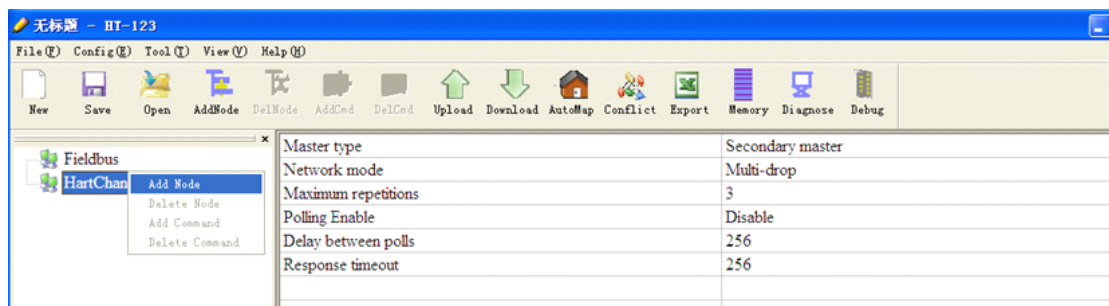 无标题 - HT-123
File(F) Config(E) Tool(T) View(V) Help(H)
New Save Open AddNode DelNode AddCmd DelCmd Upload Download AutoMap Conflict Export Memory Diagnose Debug
Fieldbus
HartChan
Add Node
Delete Node
Add Command
Delete Command
Master type Secondary master
Network mode Multi-drop
Maximum repetitions 3
Polling Enable Disable
Delay between polls 256
Response timeout 256